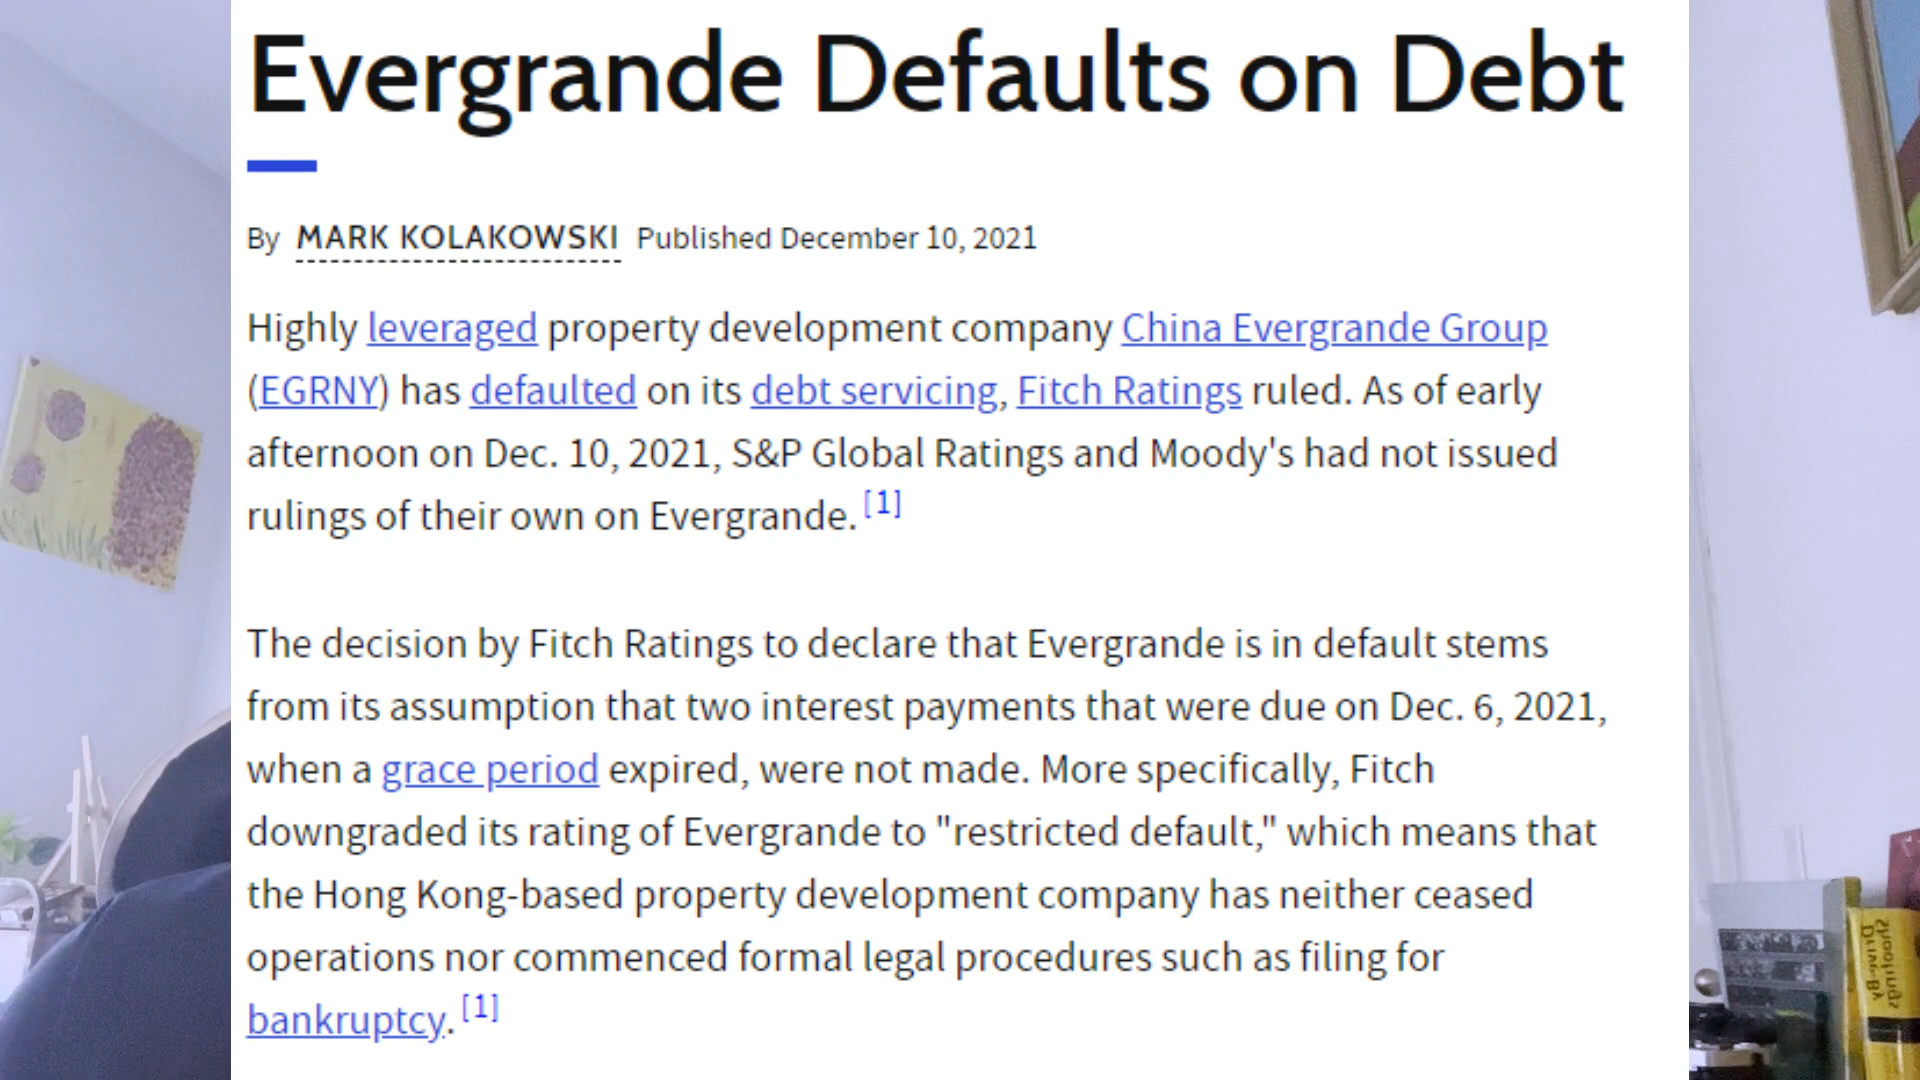 Evergrande Defaults on Debt
By MARK KOLAKOWSKI Published December 10, 2021
Highly leveraged property development company China Evergrande Group
(EGRNY) has defaulted on its debt servicing, Fitch Ratings ruled. As of early
afternoon on Dec. 10, 2021, S&P Global Ratings and Moody's had not issued
rulings of their own on Evergrande. [1]
The decision by Fitch Ratings to declare that Evergrande is in default stems
from its assumption that two interest payments that were due on Dec. 6, 2021,
when a grace period expired, were not made. More specifically, Fitch
downgraded its rating of Evergrande to "restricted default," which means that
the Hong Kong-based property development company has neither ceased
operations nor commenced formal legal procedures such as filing for
bankruptcy. [1]
Shootings
Drive-By